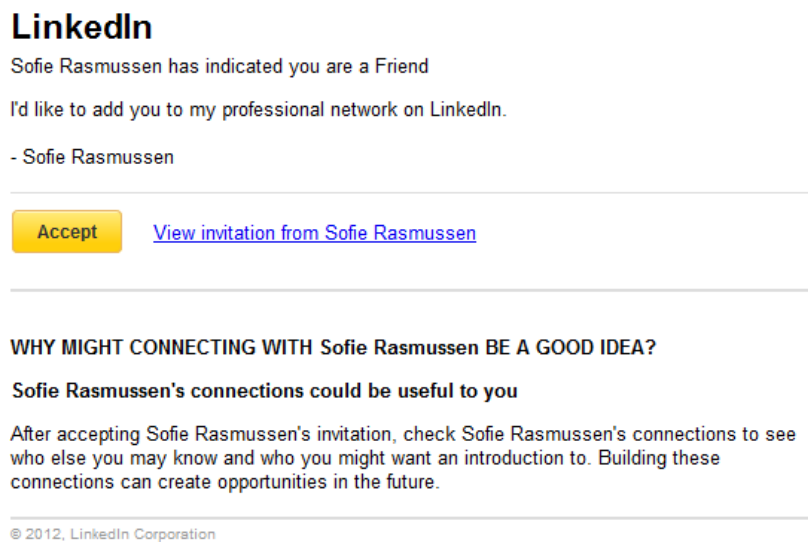 LinkedIn
Sofie Rasmussen has indicated you are a Friend
I'd like to add you to my professional network on LinkedIn.
- Sofie Rasmussen
Accept View invitation from Sofie Rasmussen
WHY MIGHT CONNECTING WITH Sofie Rasmussen BE A GOOD IDEA?
Sofie Rasmussen's connections could be useful to you
After accepting Sofie Rasmussen's invitation, check Sofie Rasmussen's connections to see
who else you may know and who you might want an introduction to. Building these
connections can create opportunities in the future.
© 2012, LinkedIn Corporation